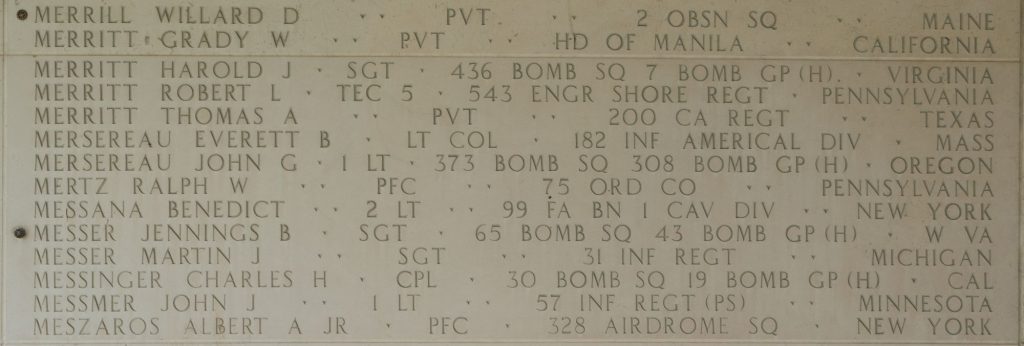 MERRILL WILLARD D · · PVT · · 2 OBSN SQ · · MAINE
MERRITT GRADY W · · PVT · · HD OF MANILA · · CALIFORNIA
MERRITT HAROLD J · SGT · 436 BOMB SQ 7 BOMB GP (H) · VIRGINIA
MERRITT ROBERT L · TEC 5 · 543 ENGR SHORE REGT · PENNSYLVANIA
MERRITT THOMAS A · · PVT · · 200 CA REGT · · TEXAS
MERSEREAU EVERETT B · LT COL · 182 INF AMERICAL DIV · MASS
MERSEREAU JOHN G · 1 LT · 373 BOMB SQ 308 BOMB GP (H) · OREGON
MERTZ RALPH W · · PFC · · 75 ORD CO · · PENNSYLVANIA
MESSANA BENEDICT · · 2 LT · · 99 FA BN 1 CAV DIV · · NEW YORK
MESSER JENNINGS B · SGT · 65 BOMB SQ 43 BOMB GP (H) · W VA
MESSER MARTIN J · · SGT · · 31 INF REGT · · MICHIGAN
MESSINGER CHARLES H · CPL · 30 BOMB SQ 19 BOMB GP (H) · CAL
MESSMER JOHN J · · 1 LT · · 57 INF REGT (PS) · · MINNESOTA
MESZAROS ALBERT A JR · PFC · 328 AIRDROME SQ · NEW YORK